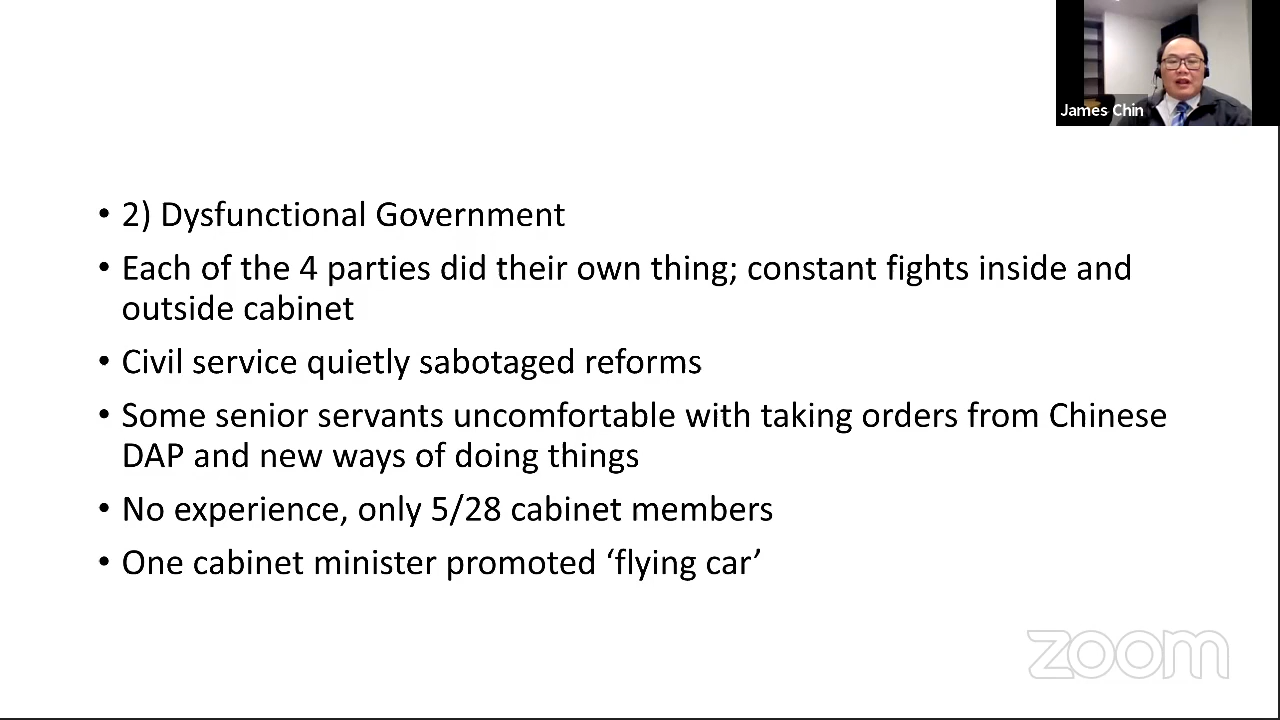 James Chin
• 2) Dysfunctional Government
• Each of the 4 parties did their own thing; constant fights inside and
outside cabinet
• Civil service quietly sabotaged reforms
• Some senior servants uncomfortable with taking orders from Chinese
DAP and new ways of doing things
• No experience, only 5/28 cabinet members
• One cabinet minister promoted ‘flying car’
zoom